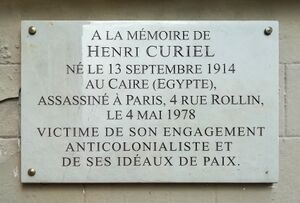 A LA MÉMOIRE DE
HENRI CURIEL
NÉ LE 13 SEPTEMBRE 1914
AU CAIRE (EGYPTE),
ASSASSINÉ À PARIS, 4 RUE ROLLIN,
LE 4 MAI 1978
VICTIME DE SON ENGAGEMENT
ANTICOLONIALISTE ET
DE SES IDÉAUX DE PAIX.